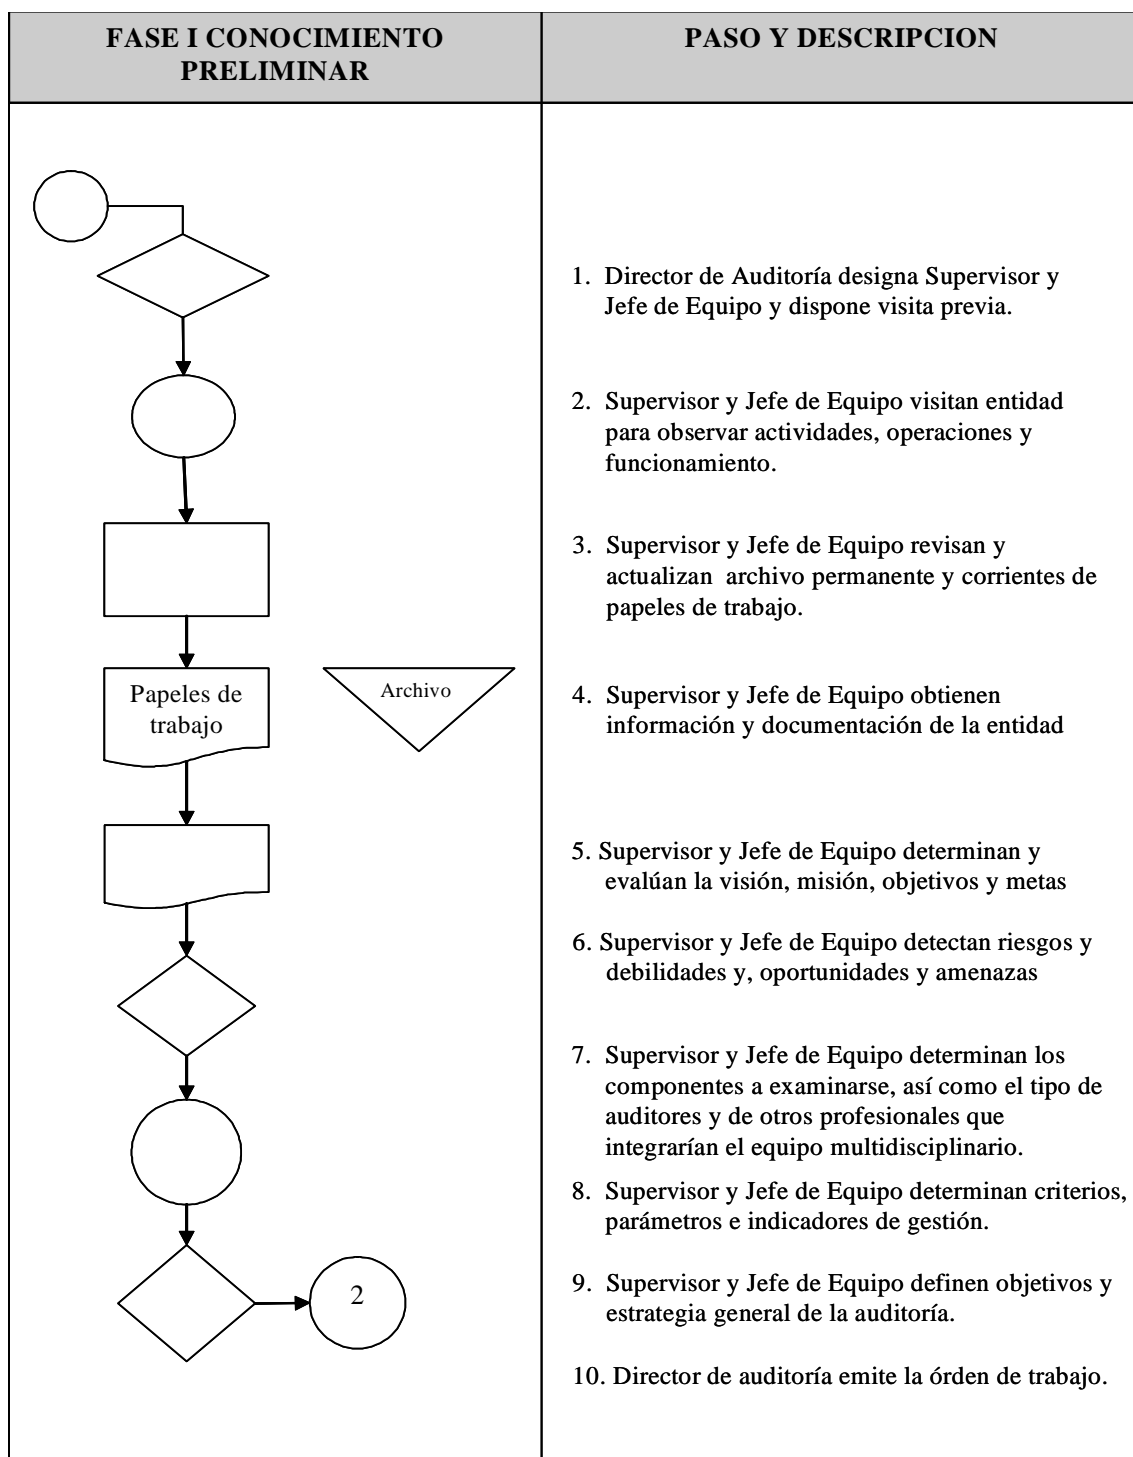 FASE I CONOCIMIENTO
PRELIMINAR
PASO Y DESCRIPCION
1. Director de Auditoría designa Supervisor y
Jefe de Equipo y dispone visita previa.
2. Supervisor y Jefe de Equipo visitan entidad
para observar actividades, operaciones y
funcionamiento.
3. Supervisor y Jefe de Equipo revisan y
actualizan archivo permanente y corrientes de
papeles de trabajo.
Papeles de
trabajo
Archivo
4. Supervisor y Jefe de Equipo obtienen
información y documentación de la entidad
5. Supervisor y Jefe de Equipo determinan y
evalúan la visión, misión, objetivos y metas
6. Supervisor y Jefe de Equipo detectan riesgos y
debilidades y, oportunidades y amenazas
7. Supervisor y Jefe de Equipo determinan los
componentes a examinarse, así como el tipo de
auditores y de otros profesionales que
integrarían el equipo multidisciplinario.
8. Supervisor y Jefe de Equipo determinan criterios,
parámetros e indicadores de gestión.
2
9. Supervisor y Jefe de Equipo definen objetivos y
estrategia general de la auditoría.
10. Director de auditoría emite la órden de trabajo.